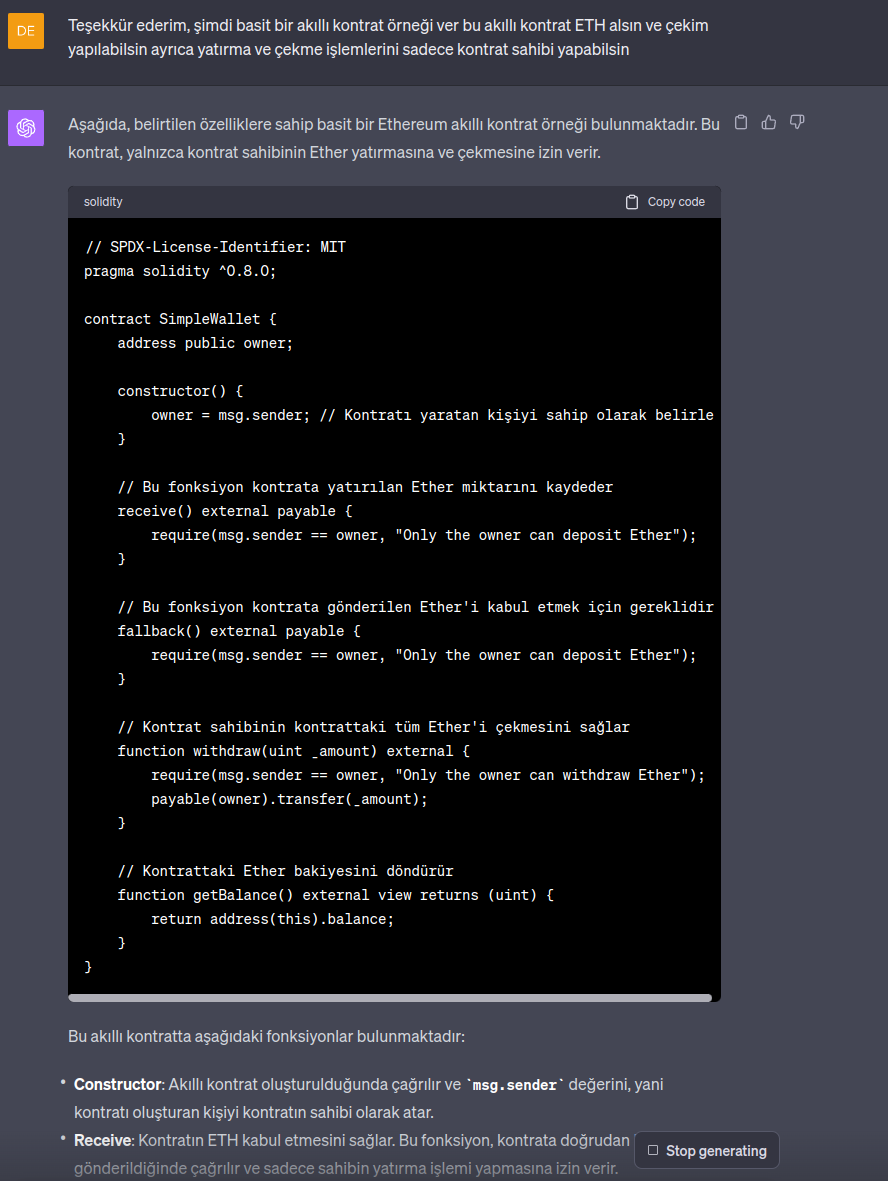 DE
Teşekkür ederim, şimdi basit bir akıllı kontrat örneği ver bu akıllı kontrat ETH alsın ve çekim
yapılabilsin ayrıca yatırma ve çekme işlemlerini sadece kontrat sahibi yapabilsin
Aşağıda, belirtilen özelliklere sahip basit bir Ethereum akıllı kontrat örneği bulunmaktadır. Bu
kontrat, yalnızca kontrat sahibinin Ether yatırmasına ve çekmesine izin verir.
solidity Copy code
// SPDX-License-Identifier: MIT
pragma solidity ^0.8.0;
contract SimpleWallet {
address public owner;
constructor() {
owner = msg.sender; // Kontratı yaratan kişiyi sahip olarak belirle
}
// Bu fonksiyon kontrata yatırılan Ether miktarını kaydeder
receive() external payable {
require(msg.sender == owner, "Only the owner can deposit Ether");
}
// Bu fonksiyon kontrata gönderilen Ether'i kabul etmek için gereklidir
fallback() external payable {
require(msg.sender == owner, "Only the owner can deposit Ether");
}
// Kontrat sahibinin kontrattaki tüm Ether'i çekmesini sağlar
function withdraw(uint _amount) external {
require(msg.sender == owner, "Only the owner can withdraw Ether");
payable(owner).transfer(_amount);
}
// Kontrattaki Ether bakiyesini döndürür
function getBalance() external view returns (uint) {
return address(this).balance;
}
}
Bu akıllı kontratta aşağıdaki fonksiyonlar bulunmaktadır:
• Constructor: Akıllı kontrat oluşturulduğunda çağrılır ve `msg.sender` değerini, yani
kontratı oluşturan kişiyi kontratın sahibi olarak atar.
• Receive: Kontratın ETH kabul etmesini sağlar. Bu fonksiyon, kontrata doğrudan
Stop generating
gönderildiğinde çağrılır ve sadece sahibin yatırma işlemi yapmasına izin verir.